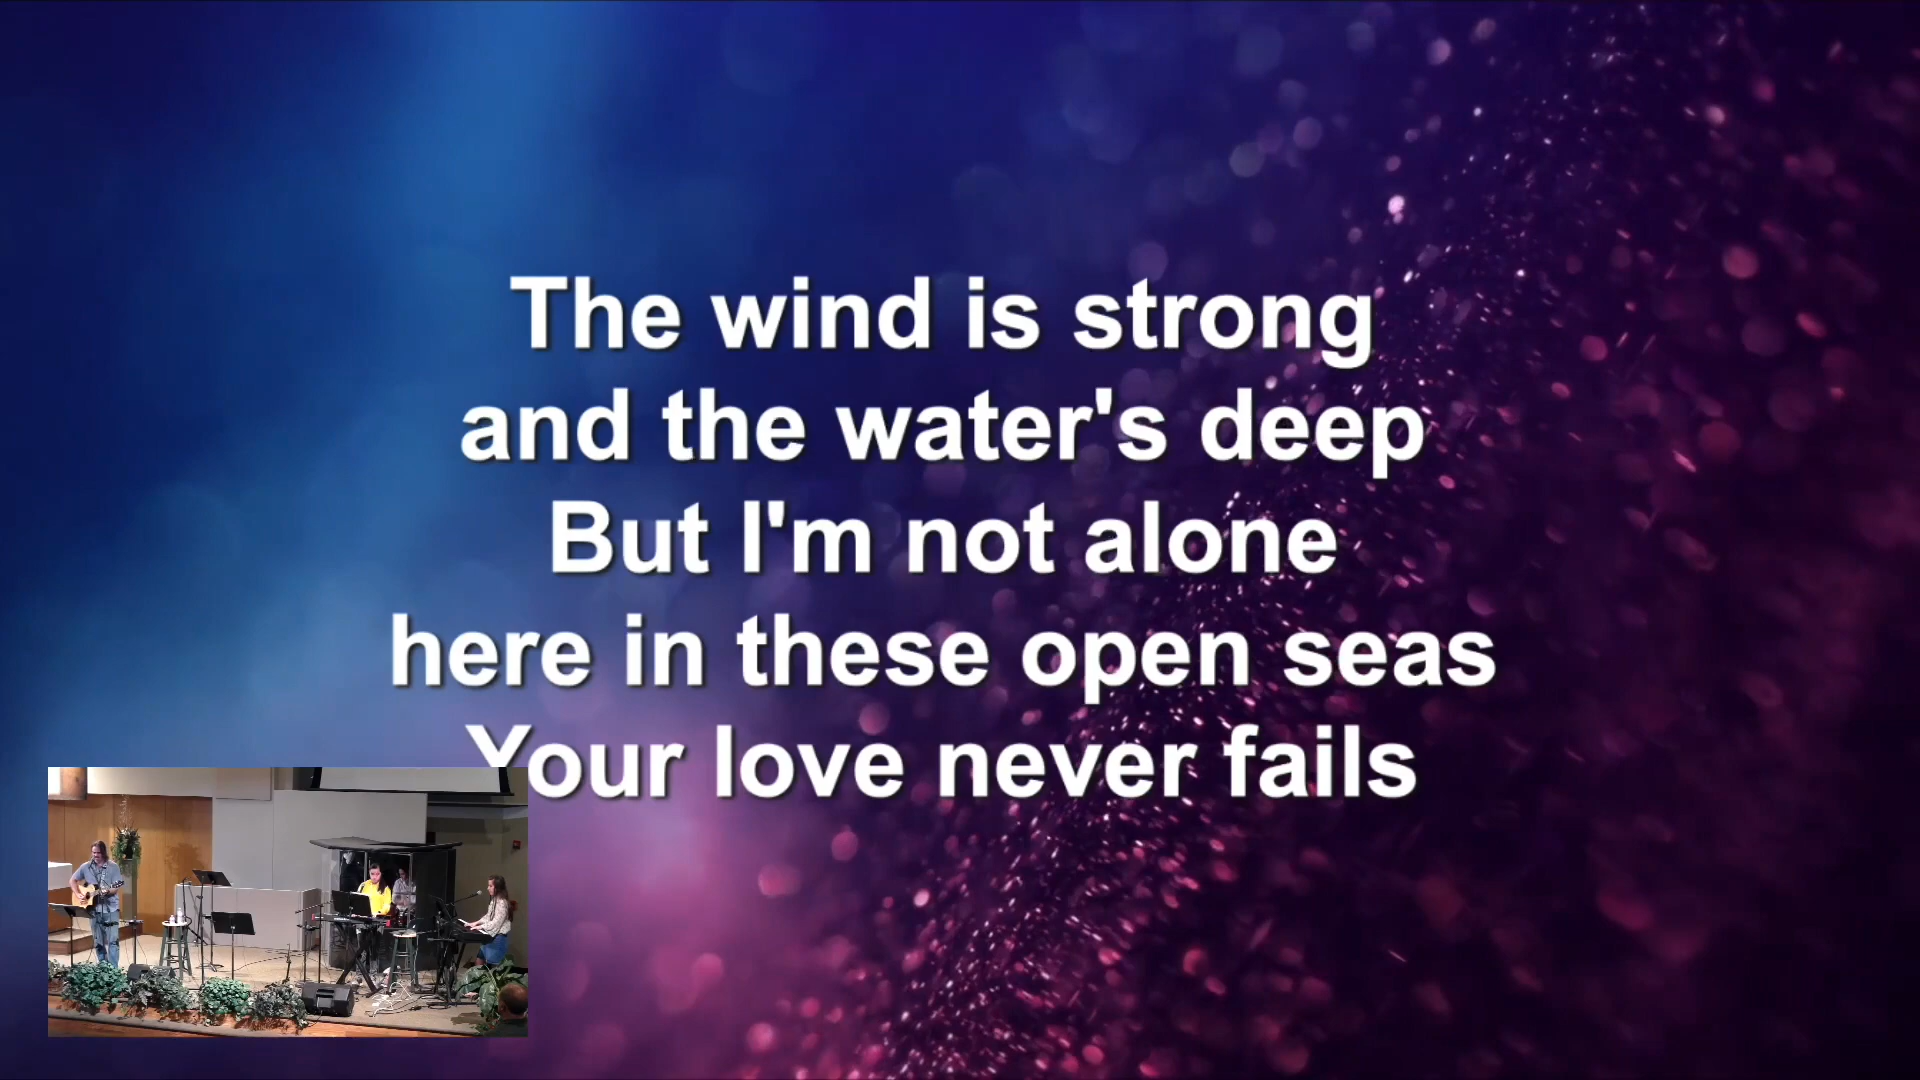 The wind is strong
and the water's deep
But I'm not alone
here in these open seas
Your love never fails